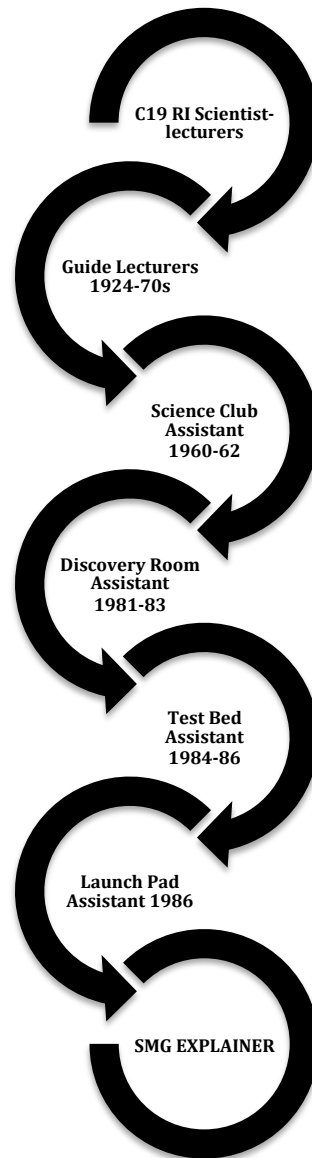 C19 RI Scientist-
lecturers
Guide Lecturers
1924-70s
Science Club
Assistant
1960-62
Discovery Room
Assistant
1981-83
Test Bed
Assistant
1984-86
Launch Pad
Assistant 1986
SMG EXPLAINER